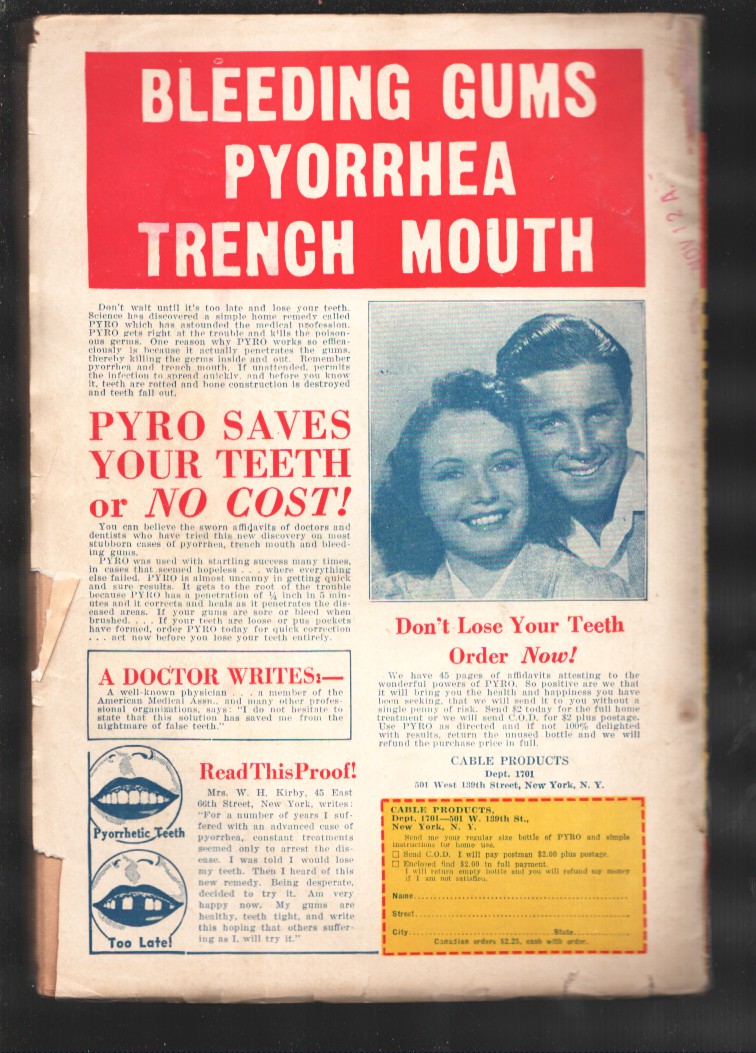 BLEEDING GUMS
PYORRHEA
TRENCH MOUTH
NOV 12 A.
Don't wait until it's too late and lose your teeth.
Science has discovered a simple home remedy called
PYRO which has astounded the medical profession.
PYRO gets right at the trouble and kills the poison-
ous germs. One reason why PYRO works so effica-
ciously is because it actually penetrates the gums,
thereby killing the germs inside and out. Remember
pyorrhea and trench mouth, if unattended, permits
the infection to spread quickly, and before you know
it, teeth are rotted and bone construction is destroyed
and teeth fall out.
PYRO SAVES
YOUR TEETH
or NO COST!
You can believe the sworn affidavits of doctors and
dentists who have tried this new discovery on most
stubborn cases of pyorrhea, trench mouth and bleed-
ing gums.
PYRO was used with startling success many times,
in cases that seemed hopeless . . . where everything
else failed. PYRO is almost uncanny in getting quick
and sure results. It gets to the root of the trouble
because PYRO has a penetration of ¼ inch in 5 min-
utes and it corrects and heals as it penetrates the dis-
eased areas. If your gums are sore or bleed when
brushed. . . . If your teeth are loose or pus pockets
have formed, order PYRO today for quick correction
. . . act now before you lose your teeth entirely.
A DOCTOR WRITES:—
A well-known physician . . . a member of the
American Medical Assn., and many other profes-
sional organizations, says: "I do not hesitate to
state that this solution has saved me from the
nightmare of false teeth."
Pyorrhetic Teeth
Too Late!
Read This Proof!
Mrs. W. H. Kirby, 45 East
66th Street, New York, writes:
"For a number of years I suf-
fered with an advanced case of
pyorrhea, constant treatments
seemed only to arrest the dis-
ease. I was told I would lose
my teeth. Then I heard of this
new remedy. Being desperate,
decided to try it. Am very
happy now. My gums are
healthy, teeth tight, and write
this hoping that others suffer-
ing as I, will try it."
Don't Lose Your Teeth
Order Now!
We have 45 pages of affidavits attesting to the
wonderful powers of PYRO. So positive are we that
it will bring you the health and happiness you have
been seeking, that we will send it to you without a
single penny of risk. Send $2 today for the full home
treatment or we will send C.O.D. for $2 plus postage.
Use PYRO as directed and if not 100% delighted
with results, return the unused bottle and we will
refund the purchase price in full.
CABLE PRODUCTS
Dept. 1701
501 West 139th Street, New York, N. Y.
CABLE PRODUCTS,
Dept. 1701—501 W. 139th St.,
New York, N. Y.
Send me your regular size bottle of PYRO and simple
instructions for home use.
☐ Send C.O.D. I will pay postman $2.00 plus postage.
☐ Enclosed find $2.00 in full payment.
I will return empty bottle and you will refund my money
if I am not satisfied.
Name
Street
City State
Canadian orders $2.25, cash with order.